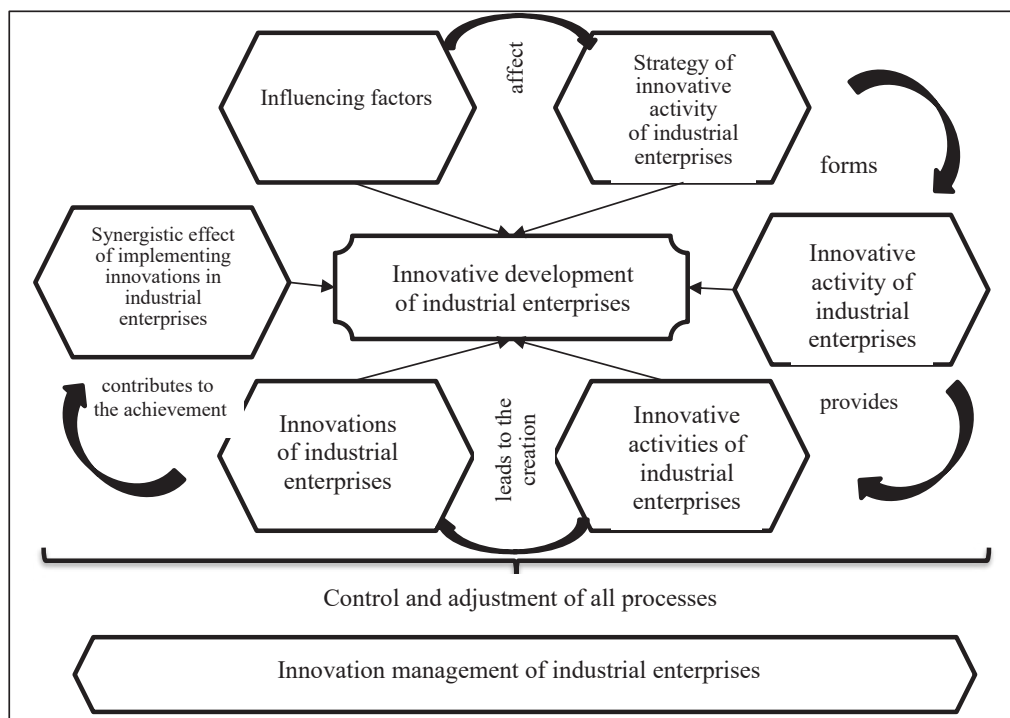 Influencing factors
affect
Strategy of
innovative
activity
of industrial
enterprises
forms
Synergistic effect
of implementing
innovations in
industrial
enterprises
Innovative development
of industrial enterprises
Innovative
activity of
industrial
enterprises
contributes to
the achievement
Innovations
of industrial
enterprises
leads to the
creation
Innovative
activities of
industrial
enterprises
provides
Control and adjustment of all processes
Innovation management of industrial enterprises